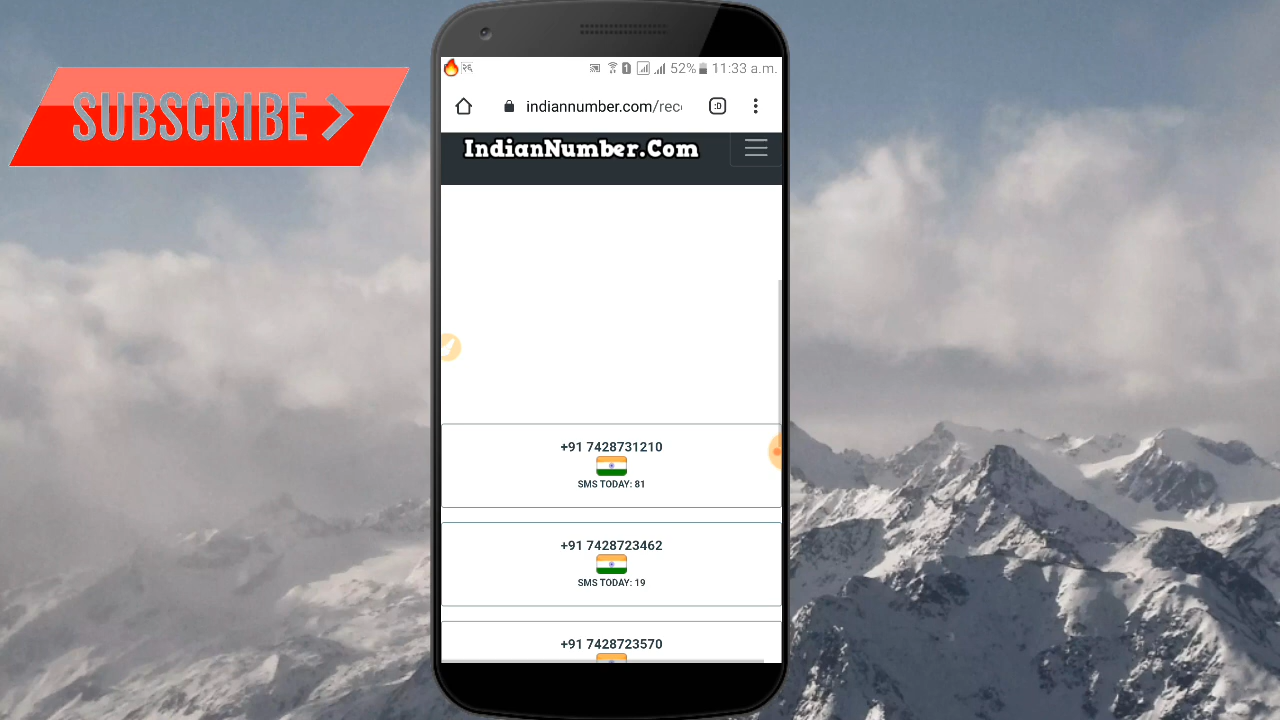 SUBSCRIBE
52% 11:33 a.m.
indiannumber.com/rec
:D
IndianNumber.Com
+91 7428731210
SMS TODAY: 81
+91 7428723462
SMS TODAY: 19
+91 7428723570